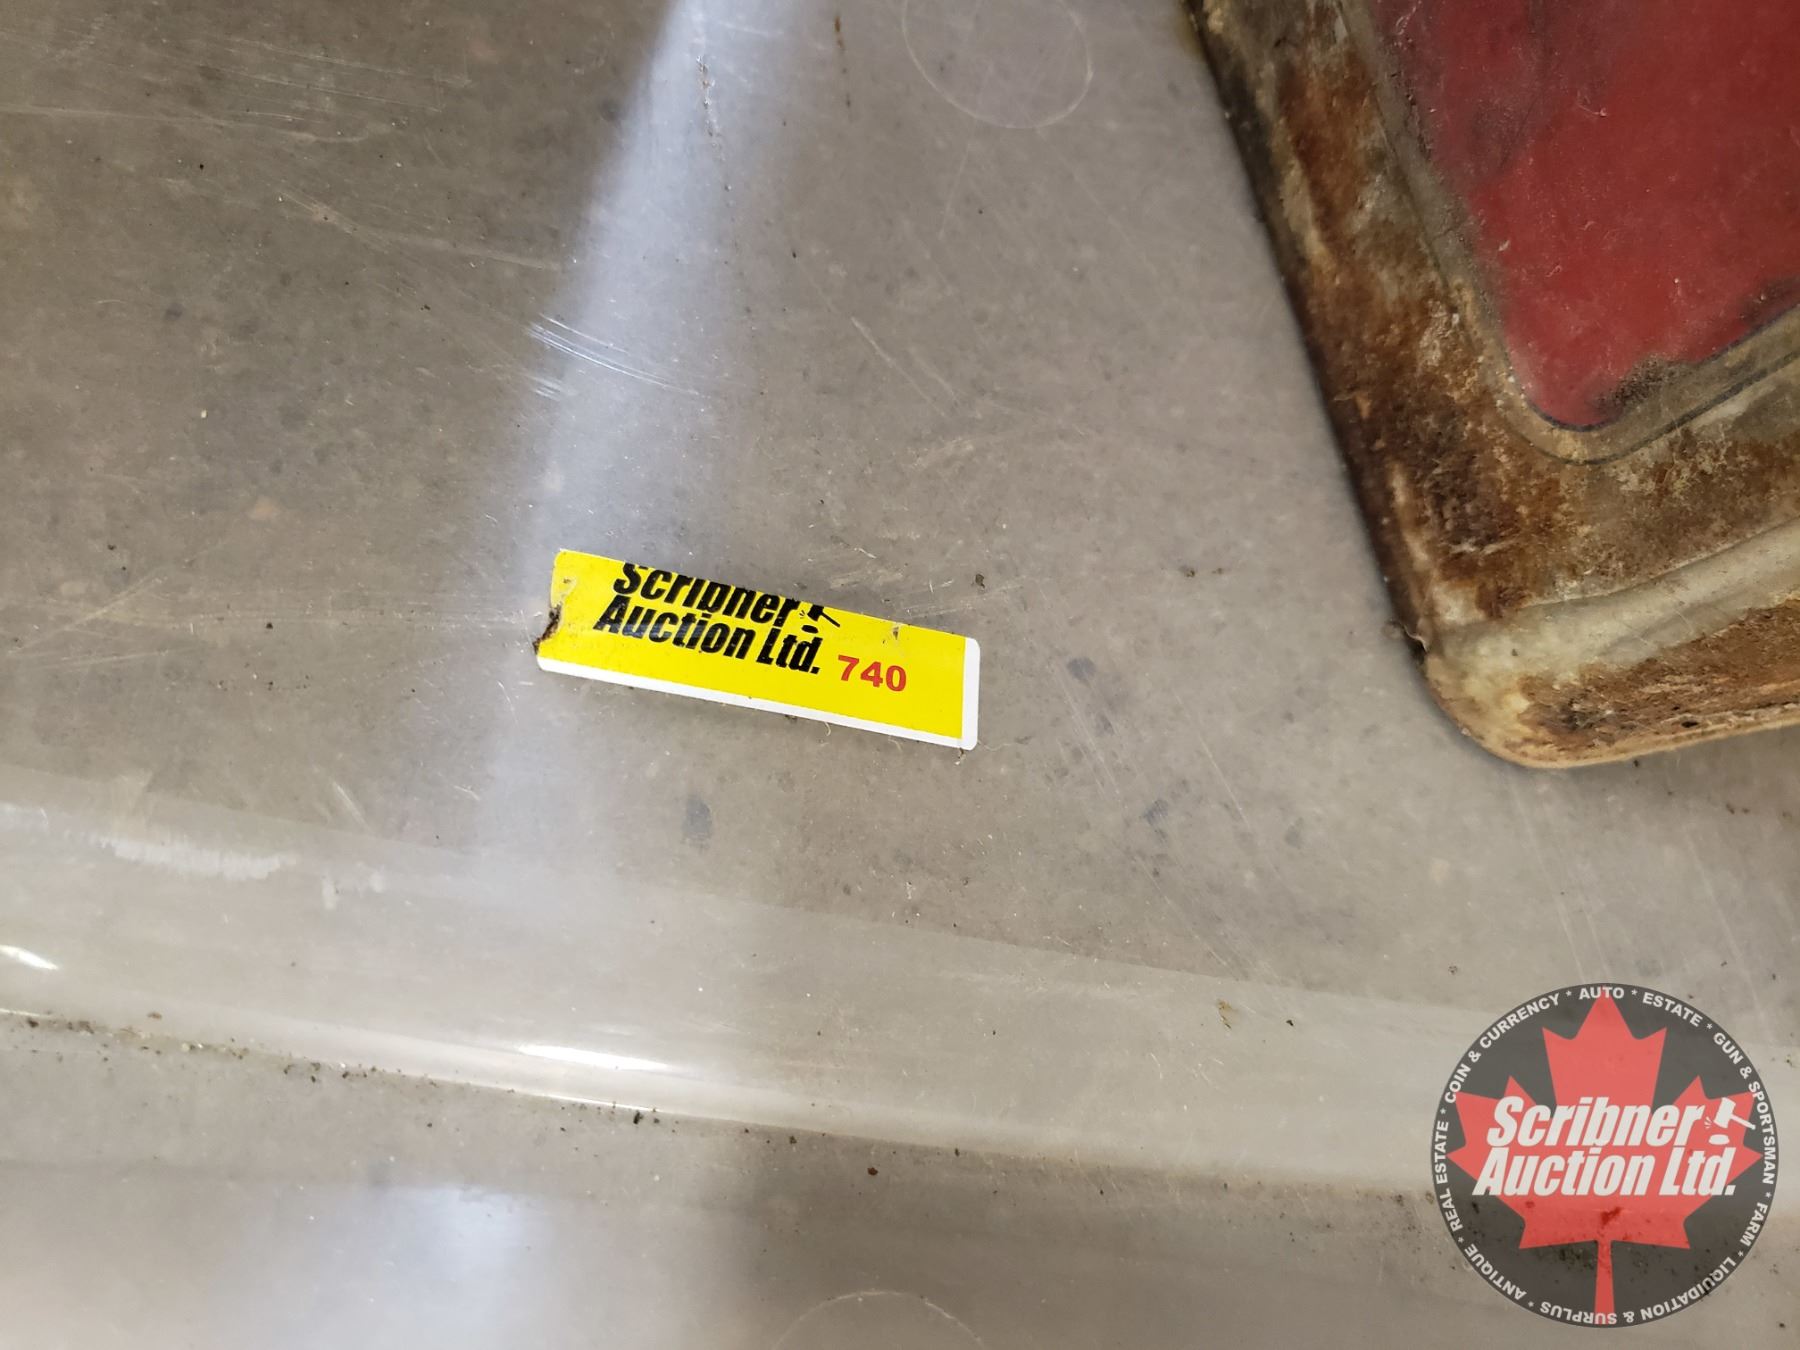 Scribner
Auction Ltd. 740
COIN & CURRENCY * AUTO * ESTATE * GUN & SPORTSMAN * FARM * LIQUIDATION & SURPLUS * ANTIQUE * REAL ESTATE *
Scribner
Auction Ltd.